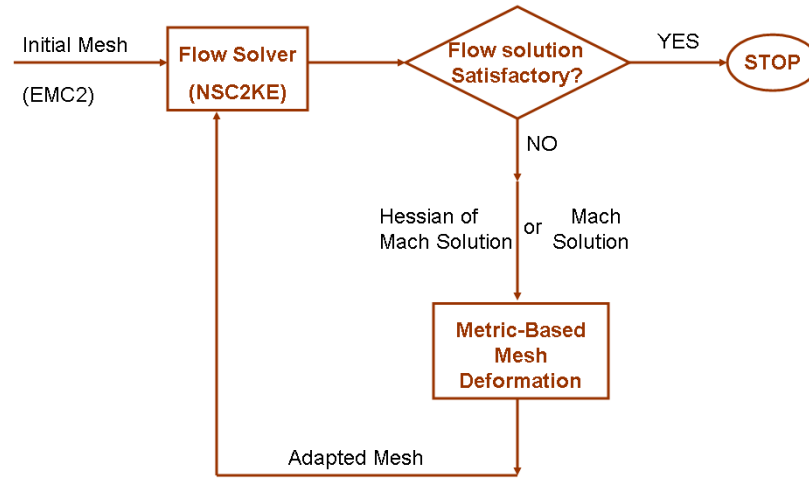 Initial Mesh
(EMC2)
Flow Solver
(NSC2KE)
Flow solution
Satisfactory?
YES
STOP
NO
Hessian of
Mach Solution
or
Mach
Solution
Metric-Based
Mesh
Deformation
Adapted Mesh